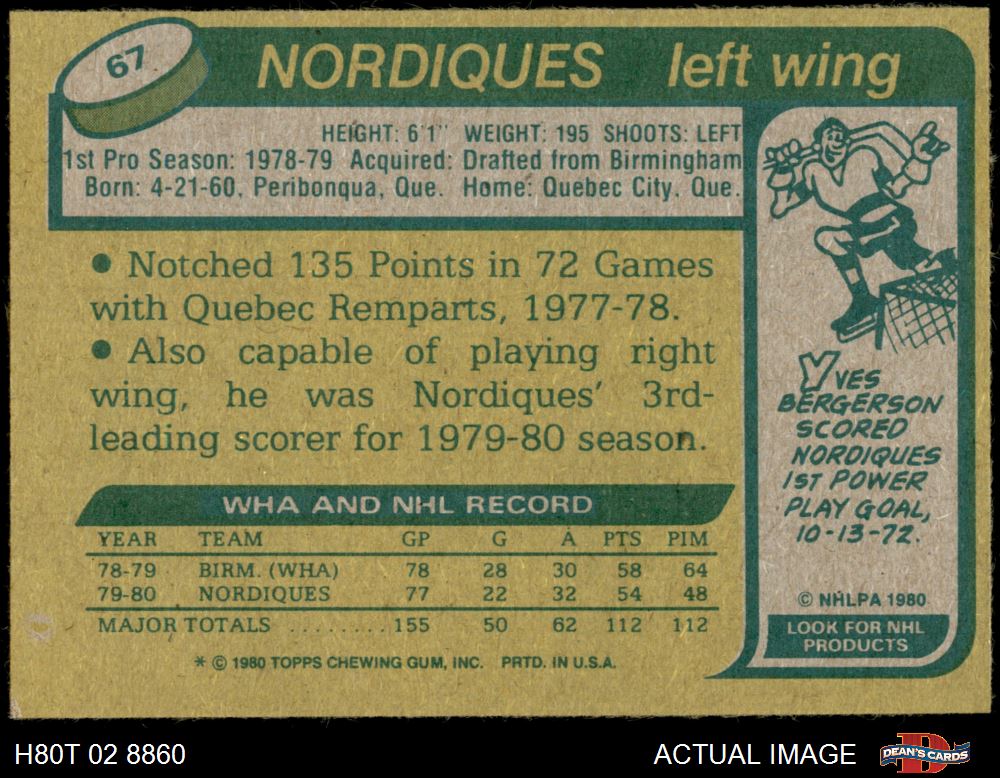 67
NORDIQUES left wing
HEIGHT: 6'1" WEIGHT: 195 SHOOTS: LEFT
1st Pro Season: 1978-79 Acquired: Drafted from Birmingham
Born: 4-21-60, Peribonqua, Que. Home: Quebec City, Que.
• Notched 135 Points in 72 Games
with Quebec Remparts, 1977-78.
• Also capable of playing right
wing, he was Nordiques' 3rd-
leading scorer for 1979-80 season.
WHA AND NHL RECORD
YEAR TEAM GP G A PTS PIM
78-79 BIRM. (WHA) 78 28 30 58 64
79-80 NORDIQUES 77 22 32 54 48
MAJOR TOTALS ........ 155 50 62 112 112
* © 1980 TOPPS CHEWING GUM, INC. PRTD. IN U.S.A.
YVES
BERGERSON
SCORED
NORDIQUES
1ST POWER
PLAY GOAL,
10-13-72.
© NHLPA 1980
LOOK FOR NHL
PRODUCTS
H80T 02 8860
ACTUAL IMAGE
D
DEAN'S CARDS